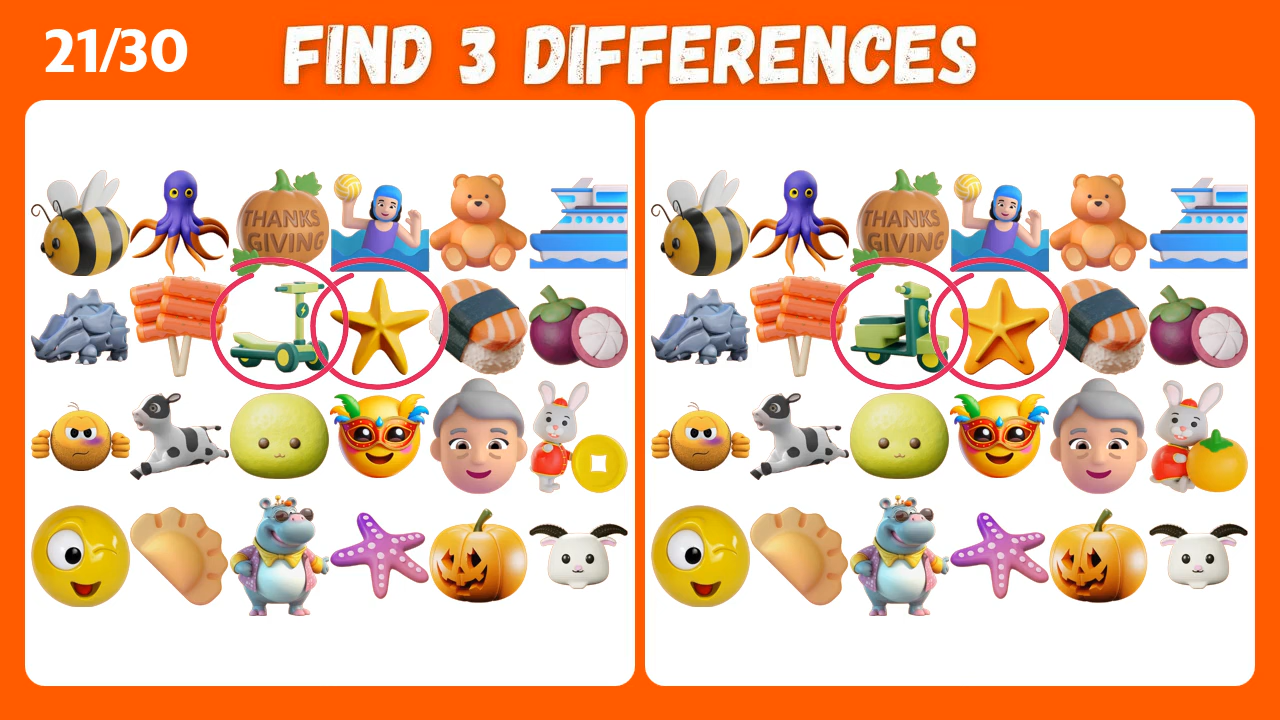 21/30
FIND 3 DIFFERENCES
THANKS
GIVING
THANKS
GIVING